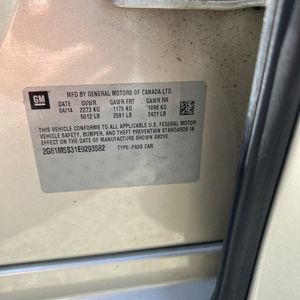 GM
MFD BY GENERAL MOTORS OF CANADA LTD.
DATE GVWR GAWR FRT GAWR RR
04/14 2273 KG 1175 KG 1098 KG
5012 LB 2591 LB 2421 LB
THIS VEHICLE CONFORMS TO ALL APPLICABLE U.S. FEDERAL MOTOR
VEHICLE SAFETY, BUMPER, AND THEFT PREVENTION STANDARDS IN
EFFECT ON THE DATE OF MANUFACTURE SHOWN ABOVE.
2G61M5S31E9293582 TYPE: PASS CAR